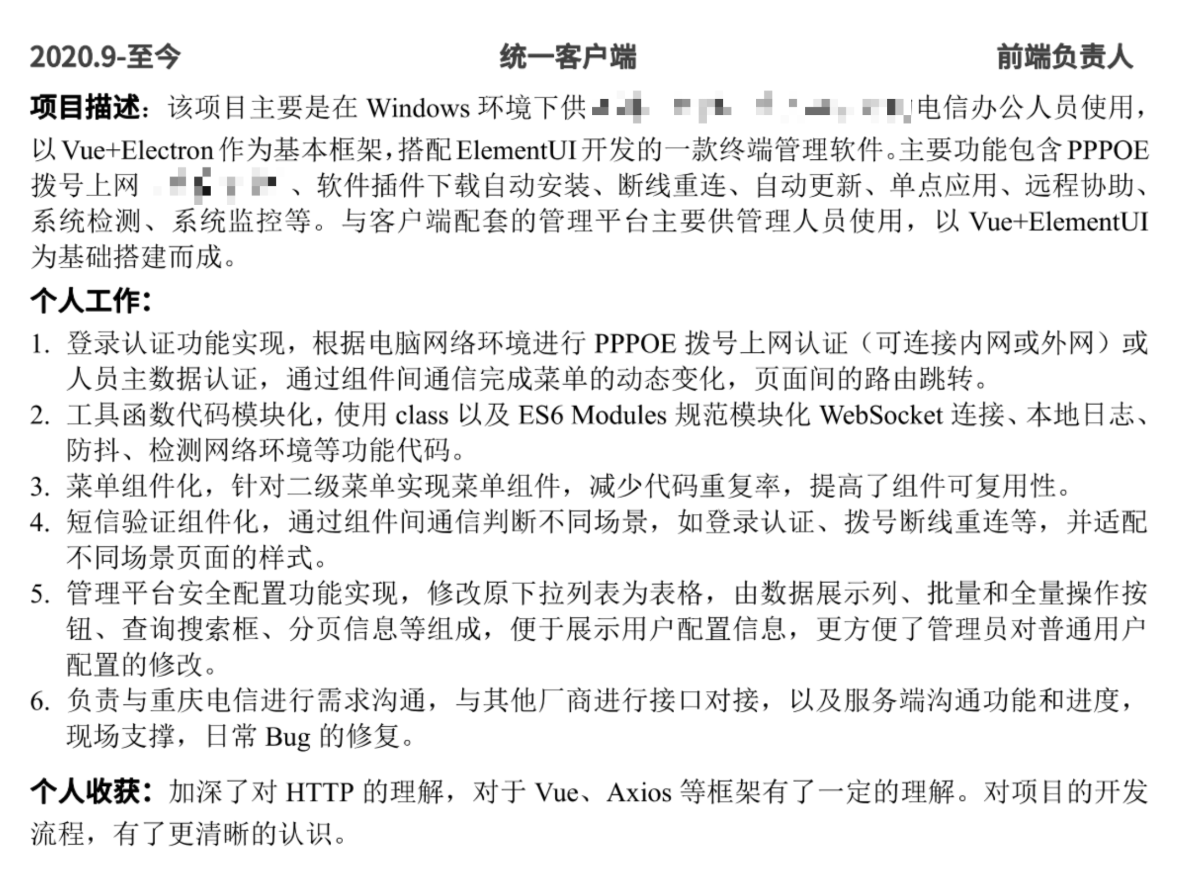 2020.9-至今 统一客户端 前端负责人
项目描述：该项目主要是在 Windows 环境下供 电信办公人员使用，
以 Vue+Electron 作为基本框架，搭配 ElementUI 开发的一款终端管理软件。主要功能包含 PPPOE
拨号上网 、软件插件下载自动安装、断线重连、自动更新、单点应用、远程协助、
系统检测、系统监控等。与客户端配套的管理平台主要供管理人员使用，以 Vue+ElementUI
为基础搭建而成。
个人工作：
1. 登录认证功能实现，根据电脑网络环境进行 PPPOE 拨号上网认证（可连接内网或外网）或
人员主数据认证，通过组件间通信完成菜单的动态变化，页面间的路由跳转。
2. 工具函数代码模块化，使用 class 以及 ES6 Modules 规范模块化 WebSocket 连接、本地日志、
防抖、检测网络环境等功能代码。
3. 菜单组件化，针对二级菜单实现菜单组件，减少代码重复率，提高了组件可复用性。
4. 短信验证组件化，通过组件间通信判断不同场景，如登录认证、拨号断线重连等，并适配
不同场景页面的样式。
5. 管理平台安全配置功能实现，修改原下拉列表为表格，由数据展示列、批量和全量操作按
钮、查询搜索框、分页信息等组成，便于展示用户配置信息，更方便了管理员对普通用户
配置的修改。
6. 负责与重庆电信进行需求沟通，与其他厂商进行接口对接，以及服务端沟通功能和进度，
现场支撑，日常 Bug 的修复。
个人收获：加深了对 HTTP 的理解，对于 Vue、Axios 等框架有了一定的理解。对项目的开发
流程，有了更清晰的认识。